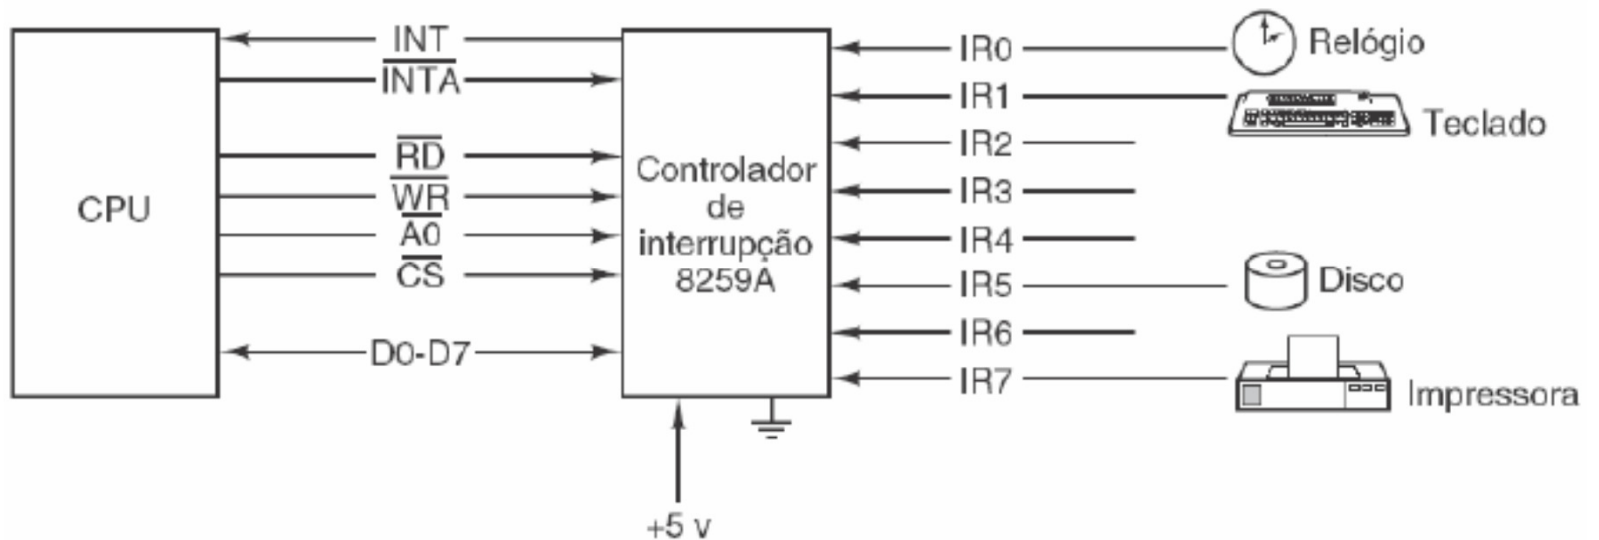 CPU
INT
INTA
RD
WR
A0
CS
D0-D7
Controlador
de
interrupção
8259A
+5 v
IR0
Relógio
IR1
Teclado
IR2
IR3
IR4
IR5
Disco
IR6
IR7
Impressora